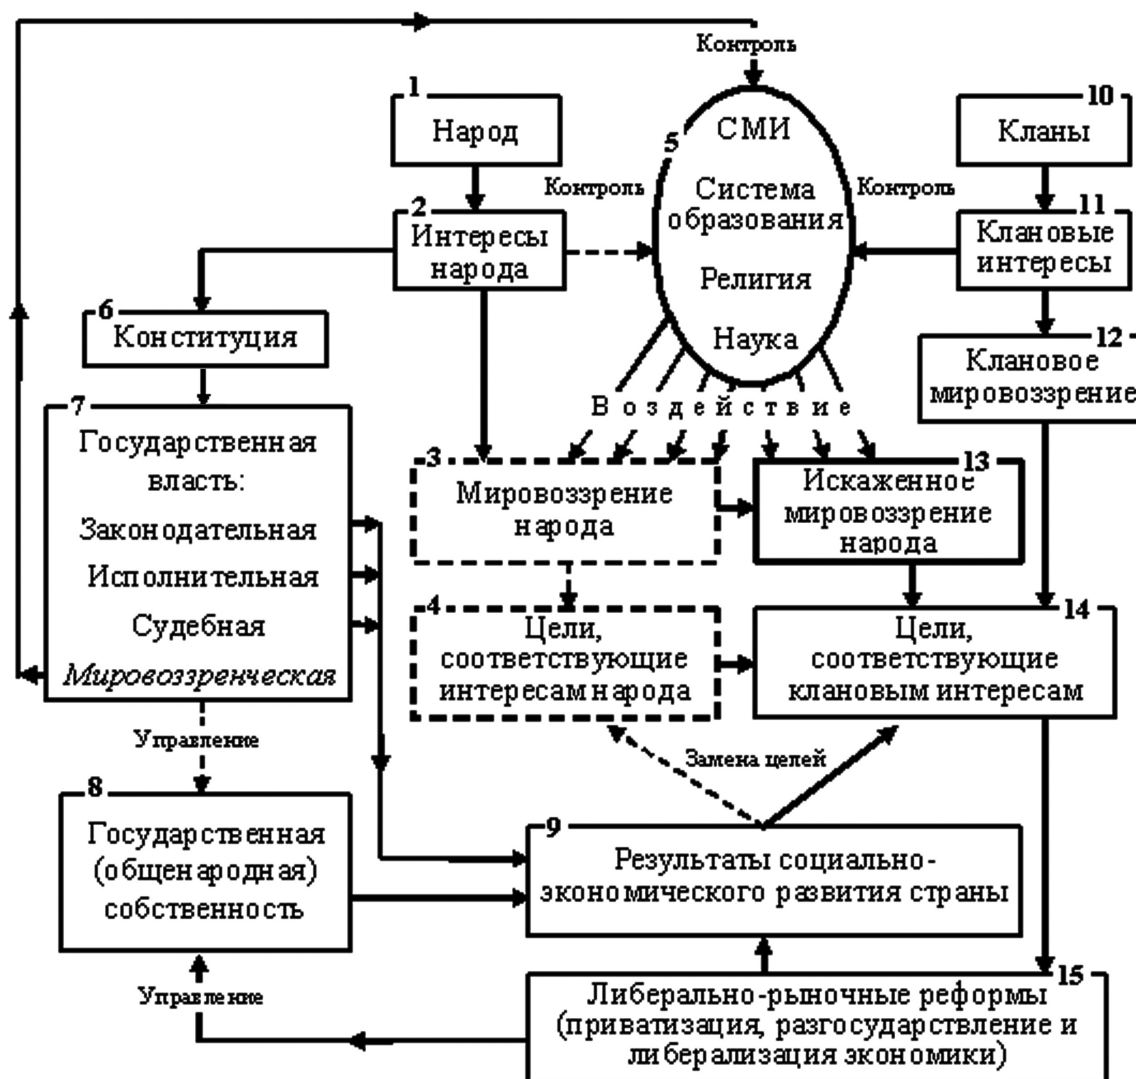 Контроль
1
Народ
10
Кланы
5
СМИ
Система
образования
Религия
Наука
Контроль
Контроль
2
Интересы
народа
11
Клановые
интересы
6
Конституция
12
Клановое
мировоззрение
Воздействие
7
Государственная
власть:
Законодательная
Исполнительная
Судебная
Мировоззренческая
3
Мировоззрение
народа
13
Искаженное
мировоззрение
народа
4
Цели,
соответствующие
интересам народа
14
Цели,
соответствующие
клановым интересам
Управление
Замена целей
8
Государственная
(общенародная)
собственность
9
Результаты социально-
экономического развития страны
Управление
15
Либерально-рыночные реформы
(приватизация, разгосударствление и
либерализация экономики)